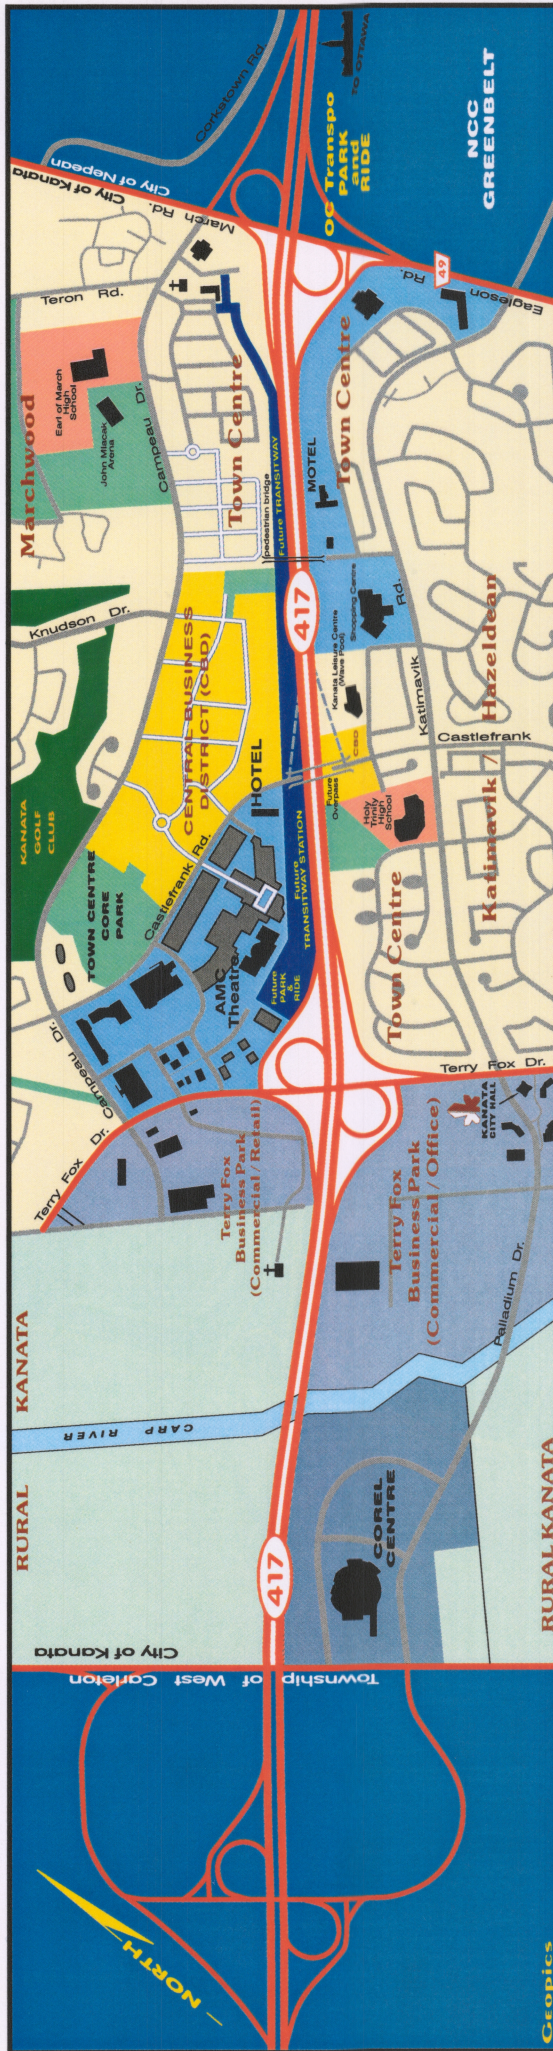 Corkstown Rd.
TO OTTAWA
OC Transpo
PARK
and
RIDE
NCC
GREENBELT
City of Nepean
City of Kanata
March Rd.
Eagleson Rd.
49
Teron Rd.
Marchwood
Earl of March
High
School
John Mlacak
Arena
Campeau Dr.
Town Centre
Town Centre
MOTEL
pedestrian bridge
Future TRANSITWAY
417
Shopping Centre
Katimavik Rd.
Kanata Leisure Centre
(Wave Pool)
Knudson Dr.
CENTRAL BUSINESS
DISTRICT (CBD)
CBD
Castlefrank
Katimavik / Hazeldean
KANATA
GOLF
CLUB
HOTEL
Future
Overpass
Holy
Trinity
High
School
TOWN CENTRE
CORE
PARK
Castlefrank Rd.
Future
TRANSITWAY STATION
AMC
Theatre
Future
PARK
&
RIDE
Town Centre
Campeau Dr.
Terry Fox Dr.
Terry Fox Dr.
KANATA
CITY HALL
Terry Fox
Business Park
(Commercial / Retail)
Terry Fox
Business Park
(Commercial / Office)
Palladium Dr.
RURAL KANATA
CARP RIVER
417
COREL
CENTRE
RURAL KANATA
City of Kanata
Township of West Carleton
NORTH
Geopics